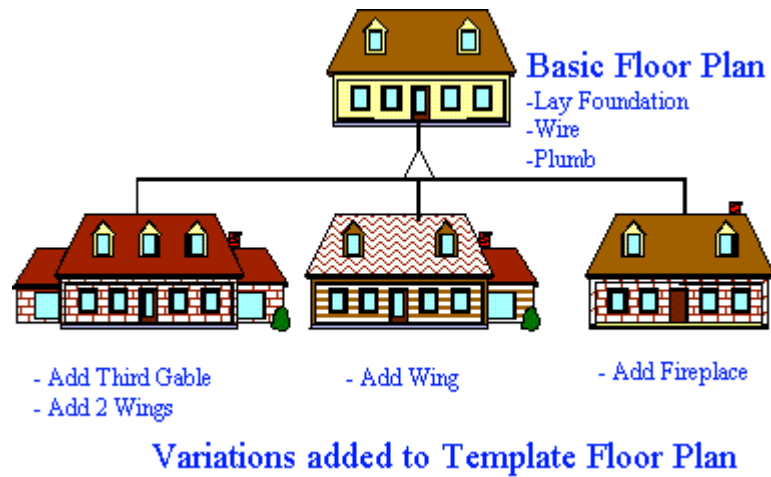 Basic Floor Plan
-Lay Foundation
-Wire
-Plumb
- Add Third Gable
- Add 2 Wings
- Add Wing
- Add Fireplace
Variations added to Template Floor Plan